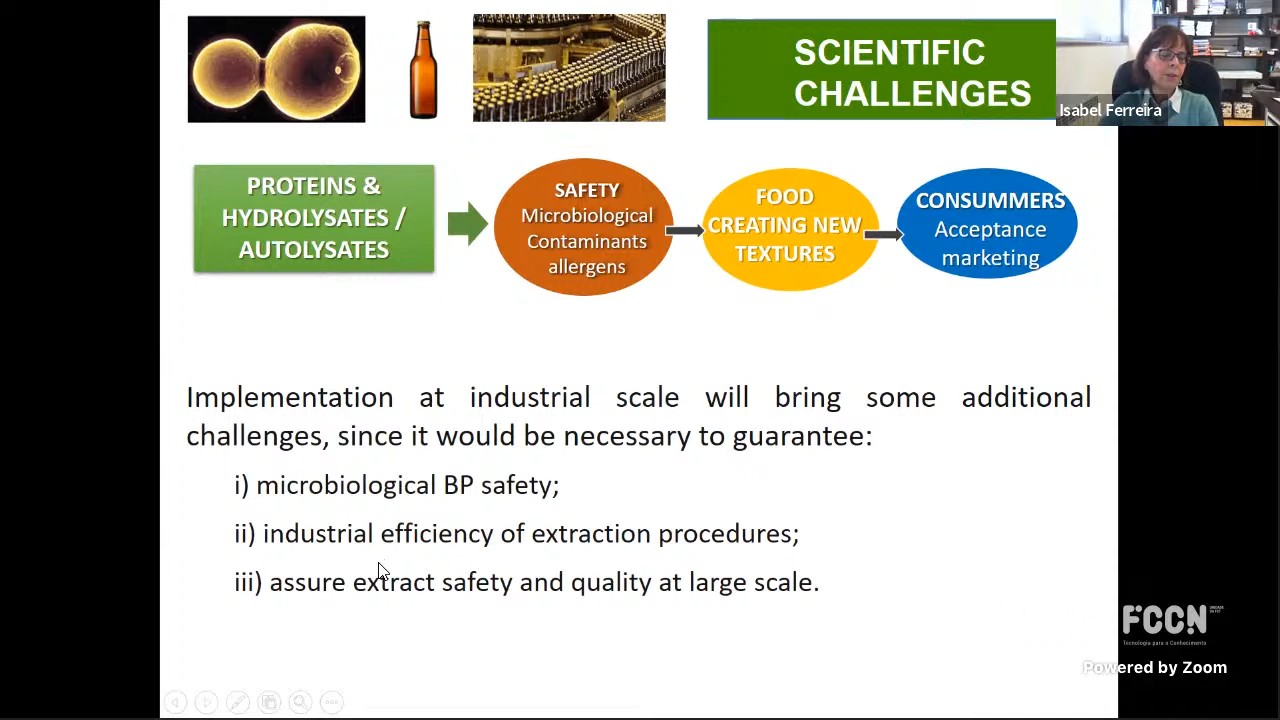 SCIENTIFIC
CHALLENGES
Isabel Ferreira
PROTEINS &
HYDROLYSATES /
AUTOLYSATES
SAFETY
Microbiological
Contaminants
allergens
FOOD
CREATING NEW
TEXTURES
CONSUMMERS
Acceptance
marketing
Implementation at industrial scale will bring some additional
challenges, since it would be necessary to guarantee:
i) microbiological BP safety;
ii) industrial efficiency of extraction procedures;
iii) assure extract safety and quality at large scale.
FCCN
Tecnologia para o Conhecimento
Powered by Zoom